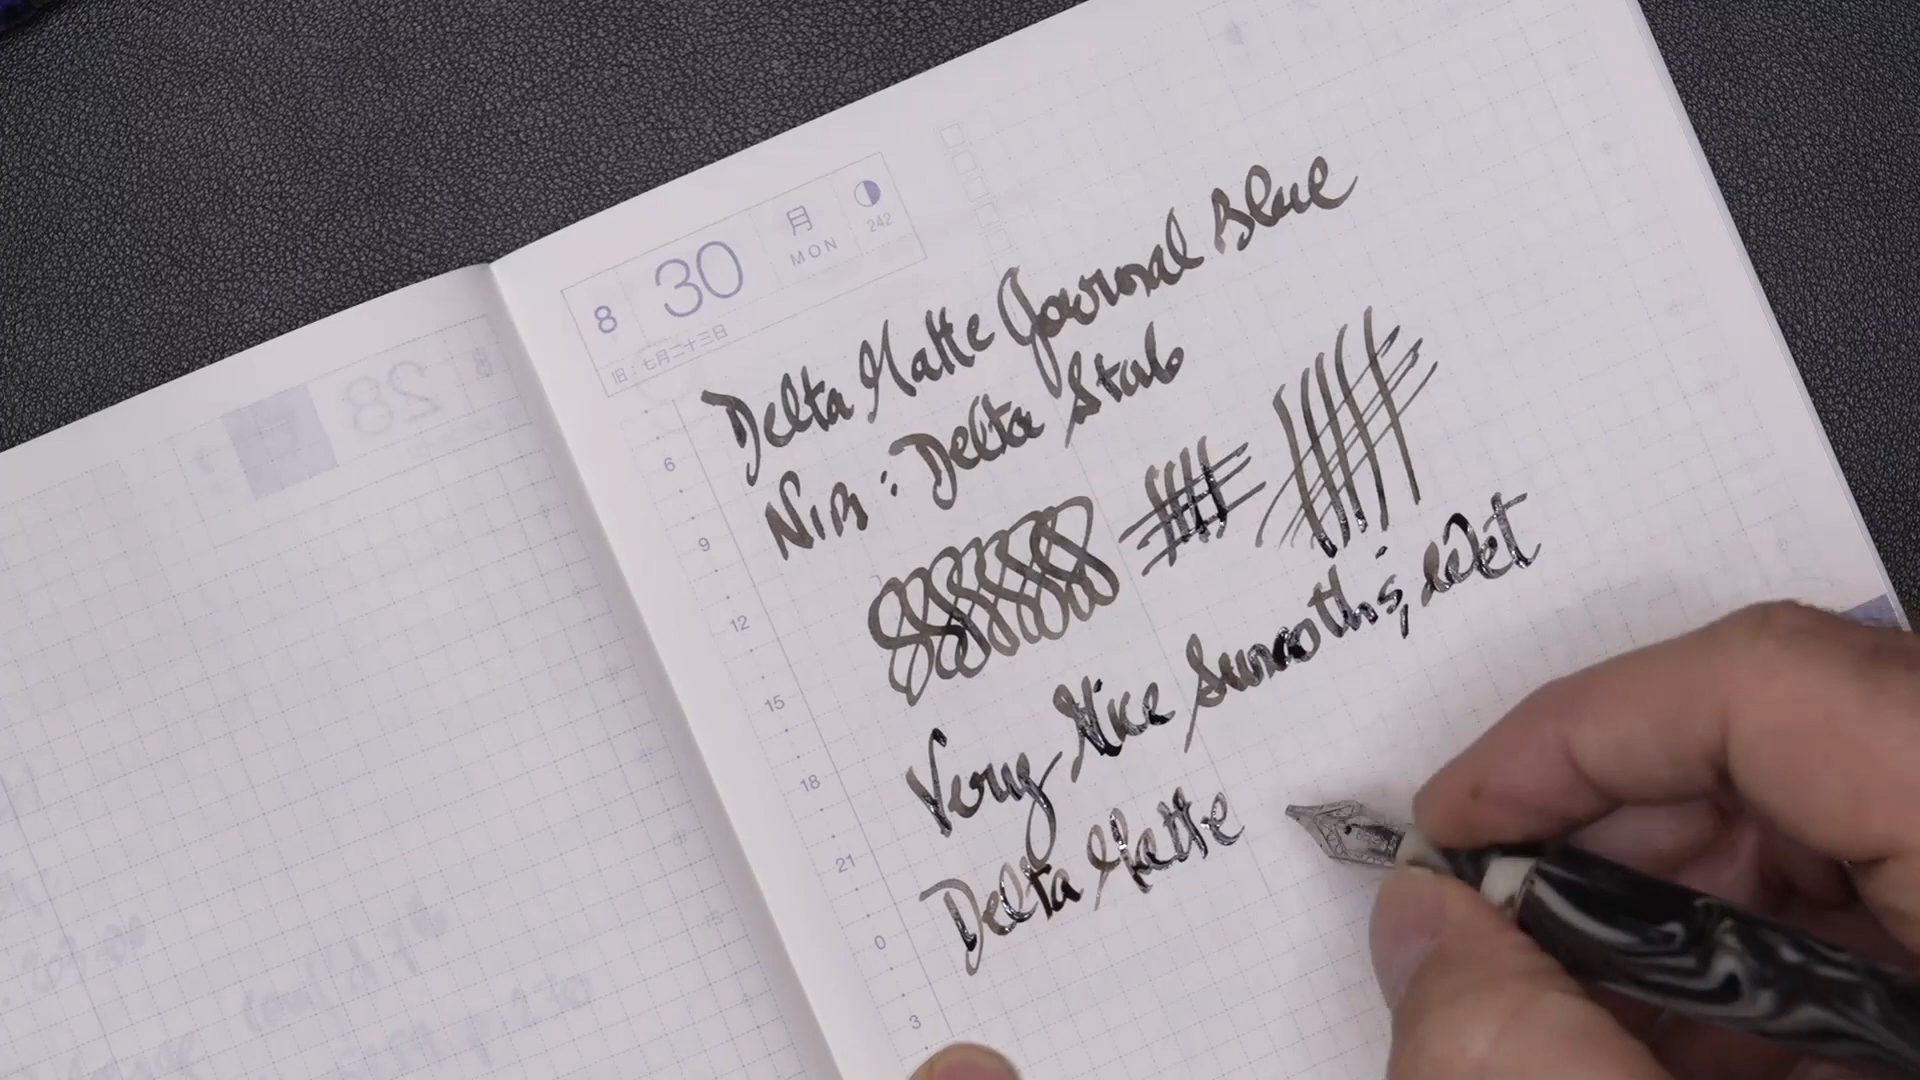 8 30 月 MON 242
旧:七月二十三日
Delta Matte Journal Blue
Nib: Delta Stub
Very Nice Smooth, Wet
Delta Matte
6
9
12
15
18
21
0
3
28
8